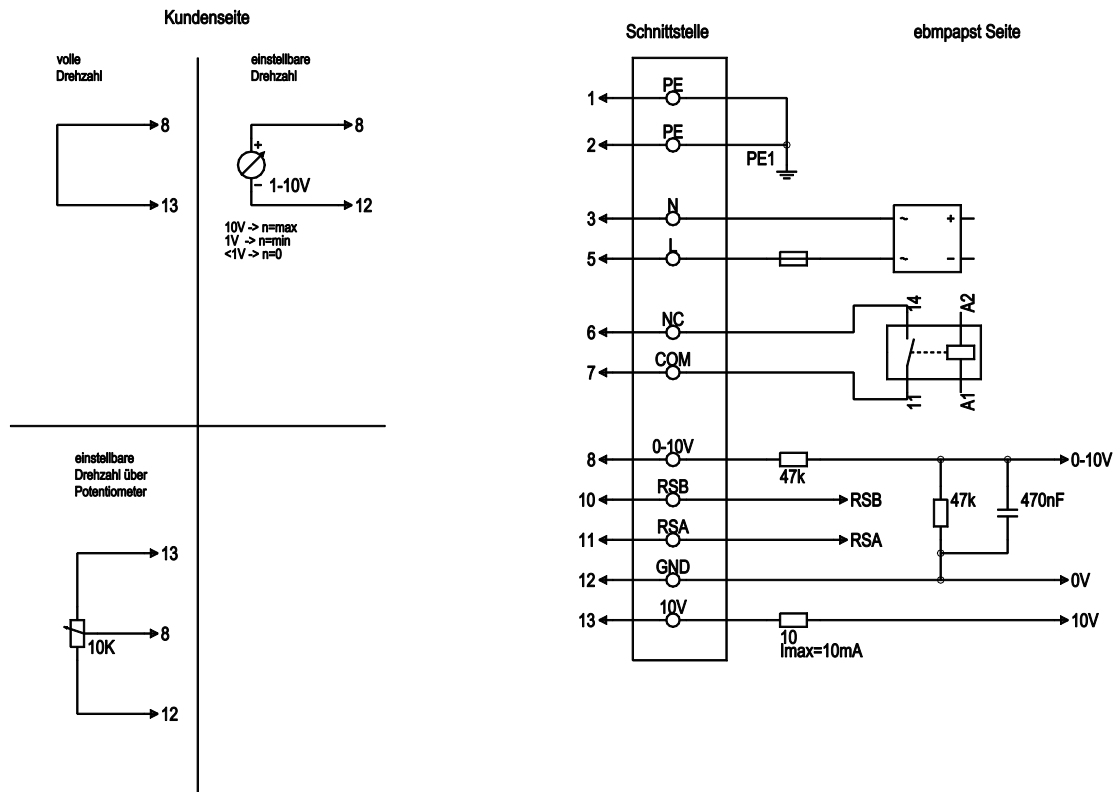 Kundenseite
volle
Drehzahl
8
13
einstellbare
Drehzahl
8
+
–
1-10V
12
10V -> n=max
1V -> n=min
<1V -> n=0
einstellbare
Drehzahl über
Potentiometer
13
8
10K
12
Schnittstelle
ebmpapst Seite
1 PE
2 PE
PE1
3 N ~ +
5 L ~ –
6 NC
14 A2
7 COM
11 A1
8 0-10V 47k 0-10V
10 RSB RSB 47k 470nF
11 RSA RSA
12 GND 0V
13 10V 10 10V
Imax=10mA